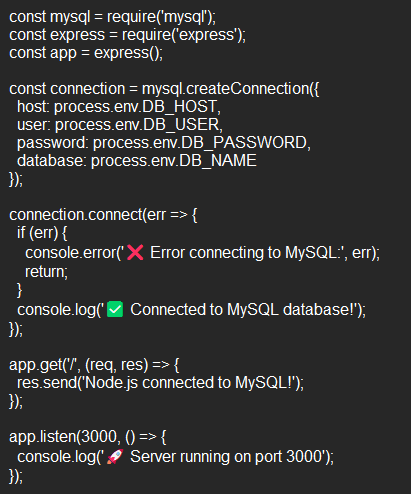 const mysql = require('mysql');
const express = require('express');
const app = express();

const connection = mysql.createConnection({
  host: process.env.DB_HOST,
  user: process.env.DB_USER,
  password: process.env.DB_PASSWORD,
  database: process.env.DB_NAME
});

connection.connect(err => {
  if (err) {
    console.error('❌ Error connecting to MySQL:', err);
    return;
  }
  console.log('✅ Connected to MySQL database!');
});

app.get('/', (req, res) => {
  res.send('Node.js connected to MySQL!');
});

app.listen(3000, () => {
  console.log('🚀 Server running on port 3000');
});